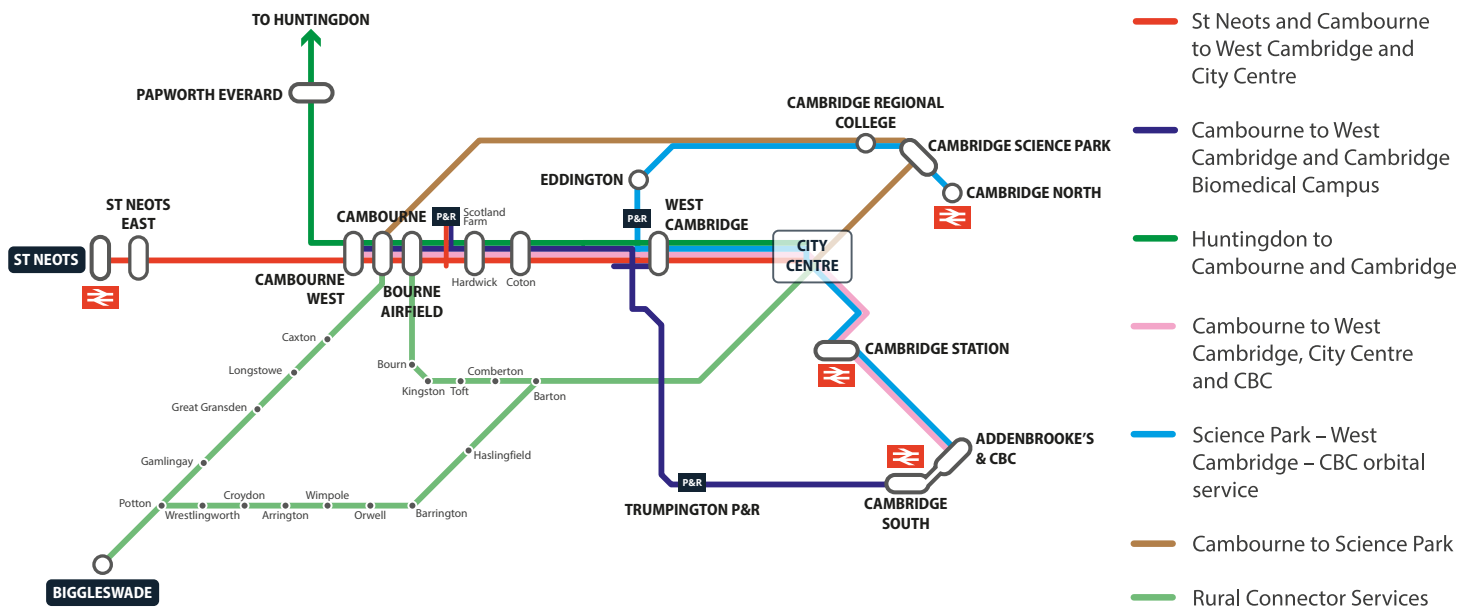 TO HUNTINGDON
PAPWORTH EVERARD
ST NEOTS
EAST
ST NEOTS
CAMBOURNE
CAMBOURNE
WEST
BOURNE
AIRFIELD
P&R
Scotland
Farm
Hardwick
Coton
EDDINGTON
P&R
WEST
CAMBRIDGE
CAMBRIDGE REGIONAL
COLLEGE
CAMBRIDGE SCIENCE PARK
CAMBRIDGE NORTH
CITY
CENTRE
CAMBRIDGE STATION
ADDENBROOKE'S
& CBC
CAMBRIDGE
SOUTH
P&R
TRUMPINGTON P&R
Caxton
Longstowe
Great Gransden
Gamlingay
Potton
BIGGLESWADE
Wrestlingworth
Croydon
Arrington
Wimpole
Orwell
Barrington
Haslingfield
Bourn
Kingston
Toft
Comberton
Barton
St Neots and Cambourne
to West Cambridge and
City Centre
Cambourne to West
Cambridge and Cambridge
Biomedical Campus
Huntingdon to
Cambourne and Cambridge
Cambourne to West
Cambridge, City Centre
and CBC
Science Park – West
Cambridge – CBC orbital
service
Cambourne to Science Park
Rural Connector Services